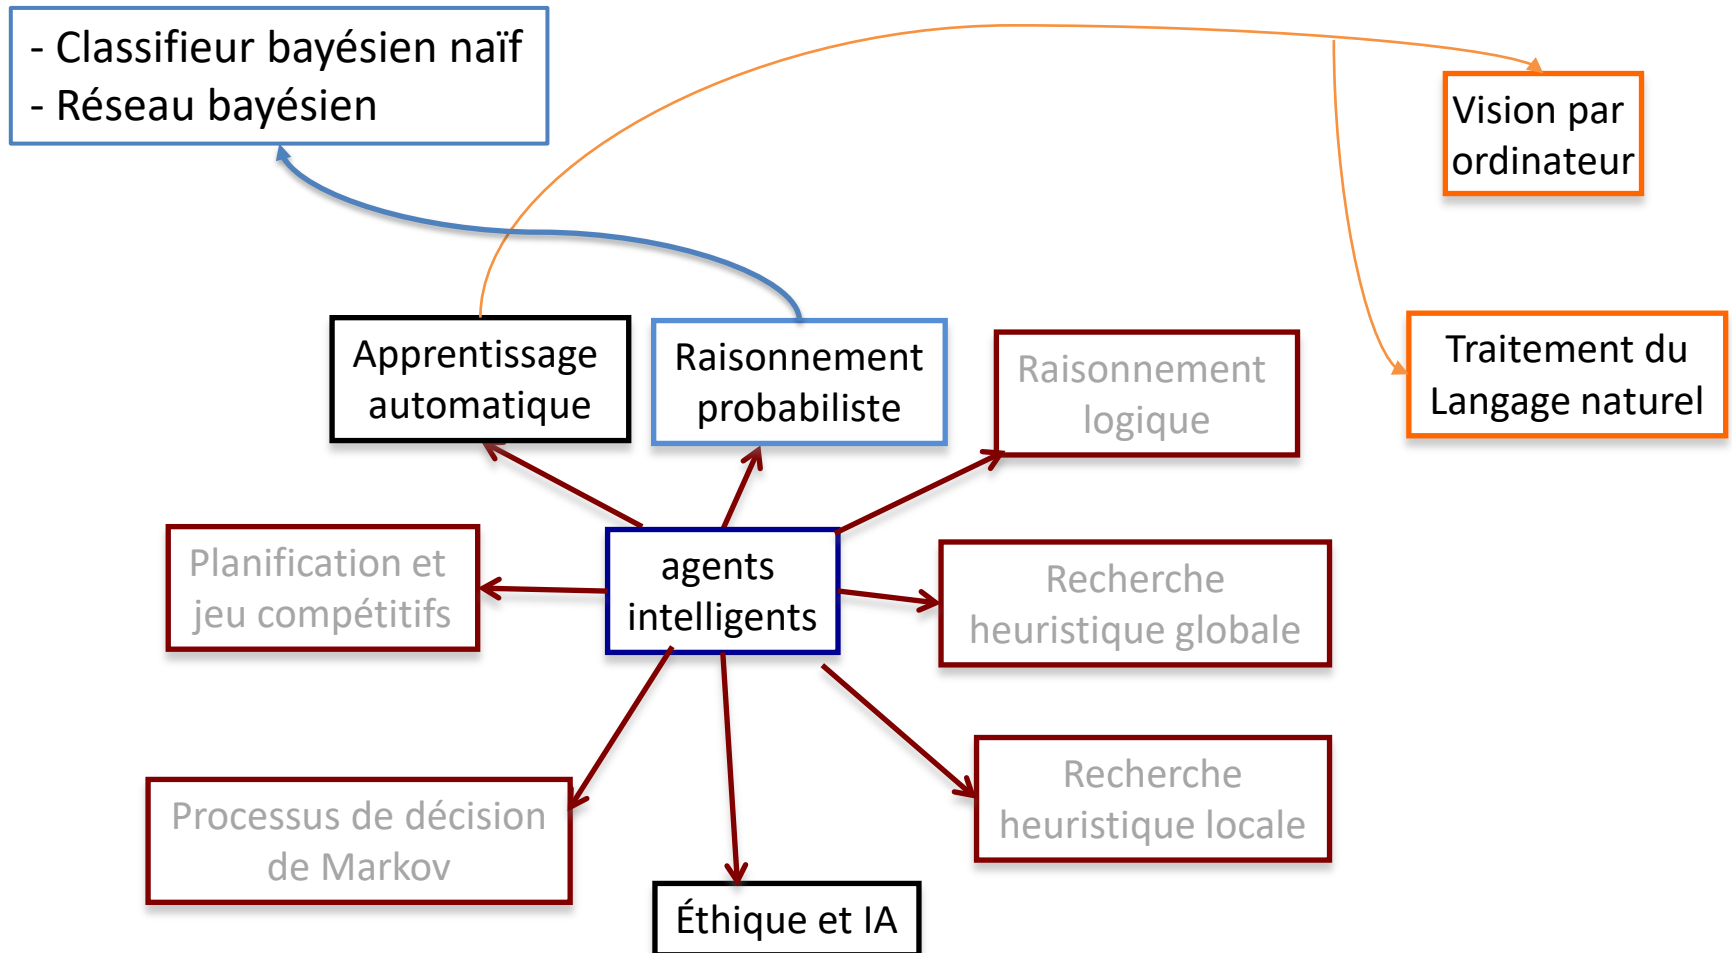 - Classifieur bayésien naïf
- Réseau bayésien
Vision par
ordinateur
Apprentissage
automatique
Raisonnement
probabiliste
Raisonnement
logique
Traitement du
Langage naturel
Planification et
jeu compétitifs
agents
intelligents
Recherche
heuristique globale
Processus de décision
de Markov
Recherche
heuristique locale
Éthique et IA